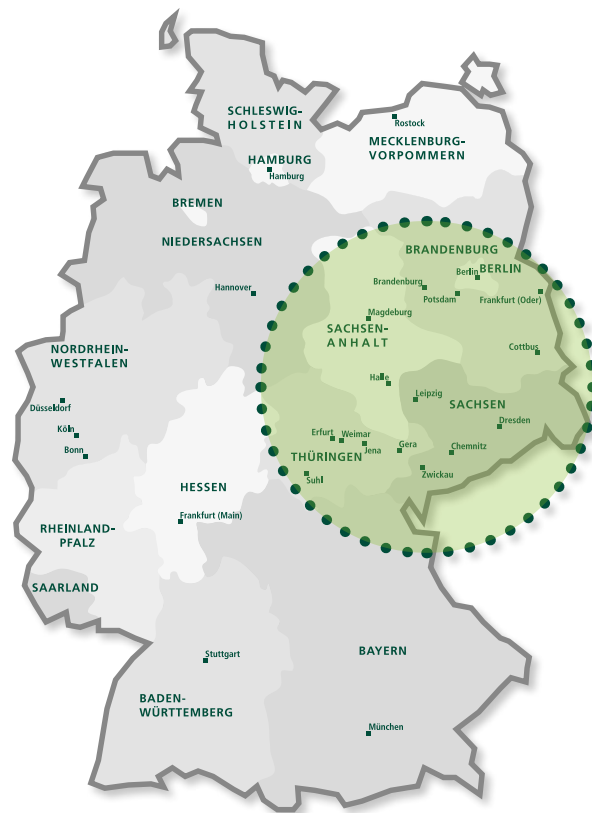 SCHLESWIG-
HOLSTEIN
Rostock
MECKLENBURG-
VORPOMMERN
HAMBURG
Hamburg
BREMEN
NIEDERSACHSEN
BRANDENBURG
Berlin
BERLIN
Hannover
Brandenburg
Potsdam
Frankfurt (Oder)
Magdeburg
SACHSEN-
ANHALT
NORDRHEIN-
WESTFALEN
Cottbus
Halle
Düsseldorf
Leipzig
SACHSEN
Köln
Dresden
Erfurt
Weimar
Bonn
Jena
Gera
Chemnitz
THÜRINGEN
Suhl
Zwickau
HESSEN
Frankfurt (Main)
RHEINLAND-
PFALZ
SAARLAND
Stuttgart
BAYERN
BADEN-
WÜRTTEMBERG
München